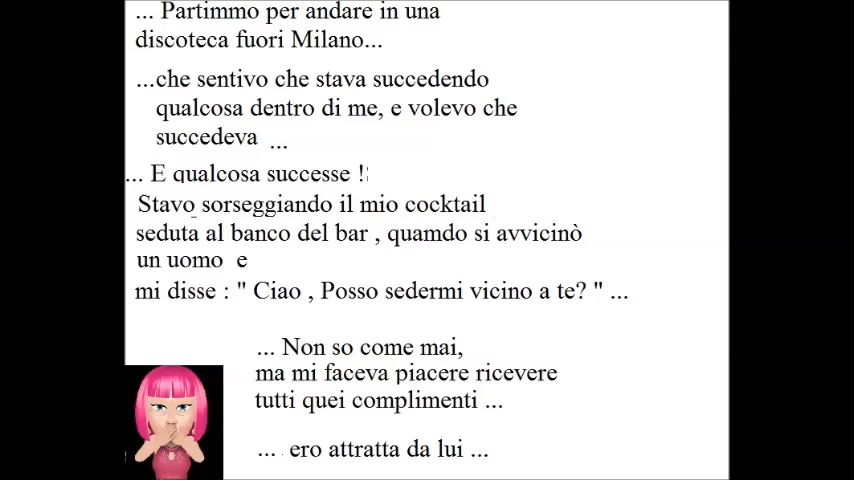 ... Partimmo per andare in una
discoteca fuori Milano...
...che sentivo che stava succedendo
qualcosa dentro di me, e volevo che
succedeva ...
... E qualcosa successe !
Stavo sorseggiando il mio cocktail
seduta al banco del bar , quamdo si avvicinò
un uomo e
mi disse : " Ciao , Posso sedermi vicino a te? " ...
... Non so come mai,
ma mi faceva piacere ricevere
tutti quei complimenti ...
... ero attratta da lui ...